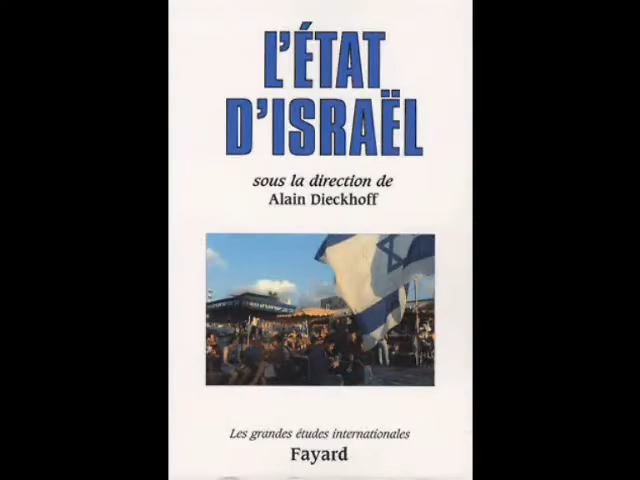 L'ÉTAT
D'ISRAËL
sous la direction de
Alain Dieckhoff
Les grandes études internationales
Fayard